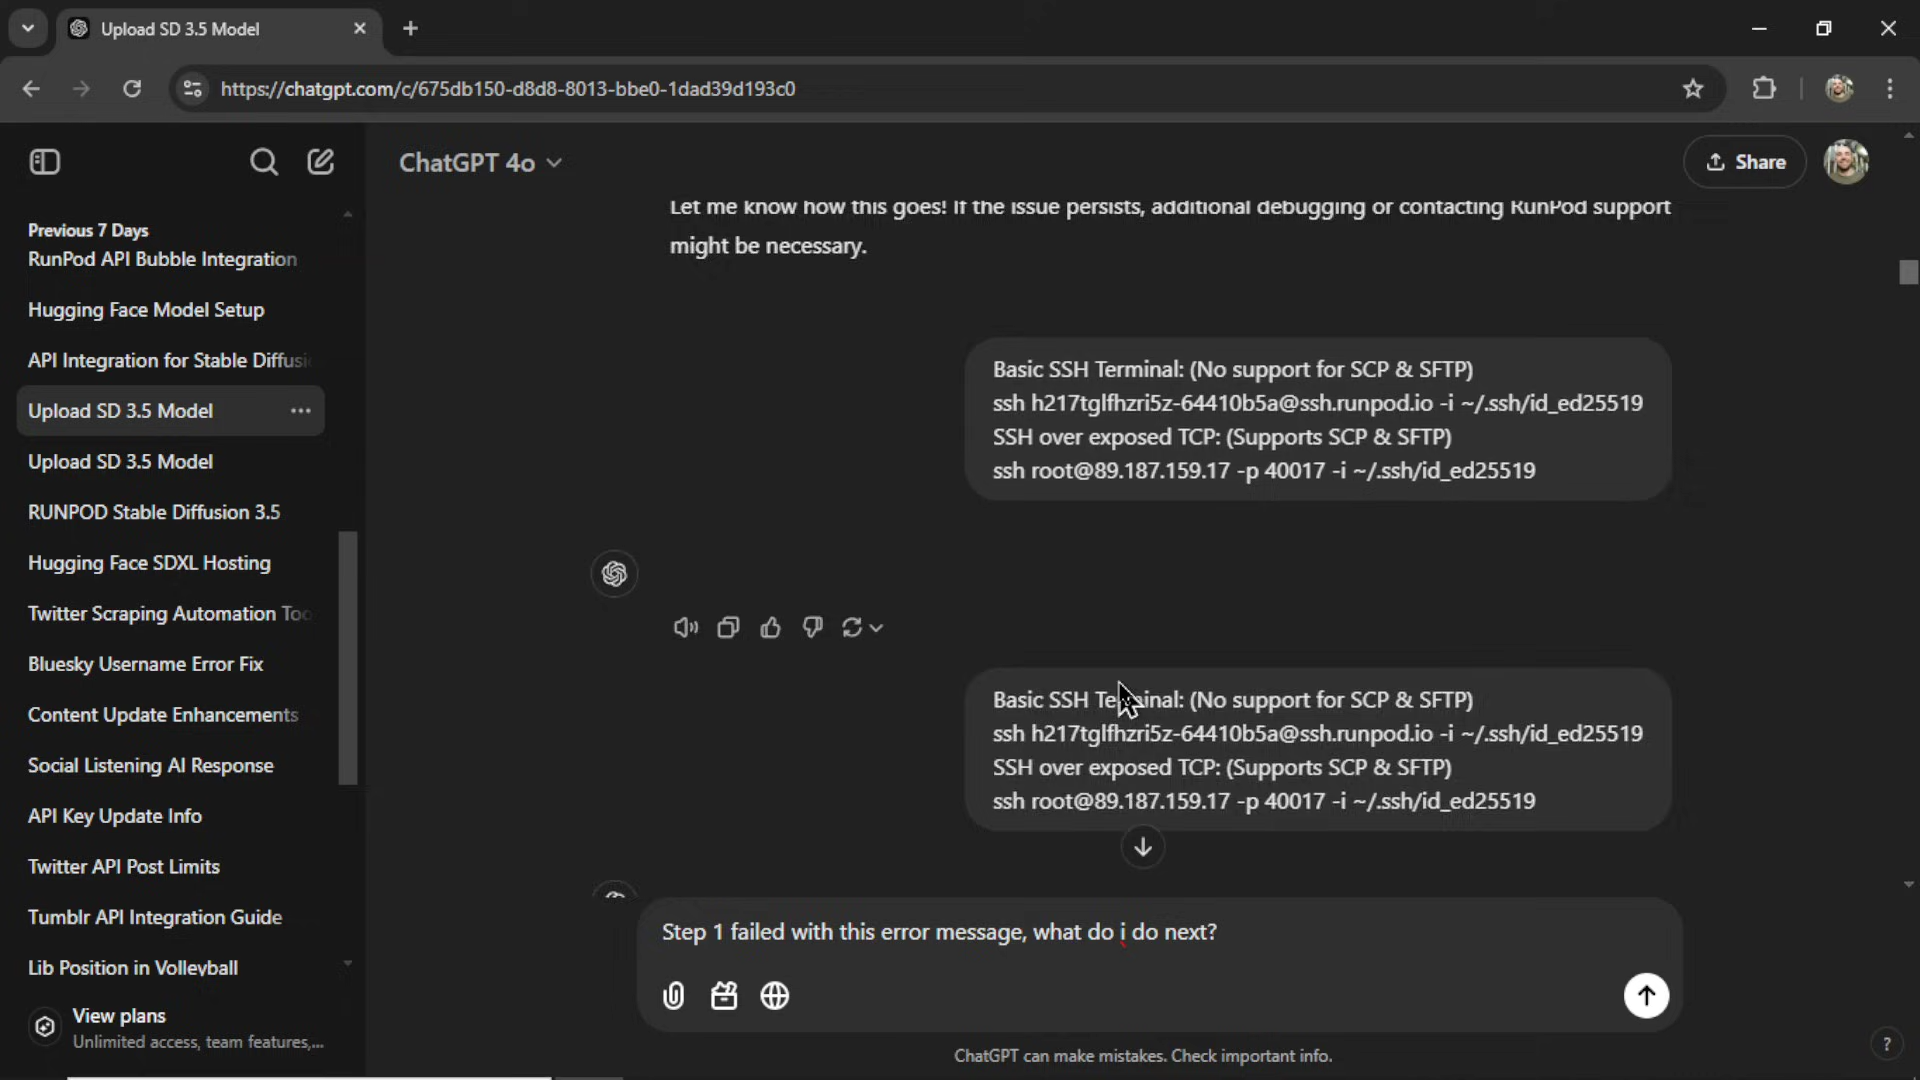 Upload SD 3.5 Model
https://chatgpt.com/c/675db150-d8d8-8013-bbe0-1dad39d193c0
Previous 7 Days
RunPod API Bubble Integration
Hugging Face Model Setup
API Integration for Stable Diffusi
Upload SD 3.5 Model
Upload SD 3.5 Model
RUNPOD Stable Diffusion 3.5
Hugging Face SDXL Hosting
Twitter Scraping Automation Too
Bluesky Username Error Fix
Content Update Enhancements
Social Listening AI Response
API Key Update Info
Twitter API Post Limits
Tumblr API Integration Guide
Lib Position in Volleyball
View plans
Unlimited access, team features,...
ChatGPT 4o
Share
Let me know how this goes! If the issue persists, additional debugging or contacting RunPod support
might be necessary.
Basic SSH Terminal: (No support for SCP & SFTP)
ssh h217tglfhzri5z-64410b5a@ssh.runpod.io -i ~/.ssh/id_ed25519
SSH over exposed TCP: (Supports SCP & SFTP)
ssh root@89.187.159.17 -p 40017 -i ~/.ssh/id_ed25519
Basic SSH Terminal: (No support for SCP & SFTP)
ssh h217tglfhzri5z-64410b5a@ssh.runpod.io -i ~/.ssh/id_ed25519
SSH over exposed TCP: (Supports SCP & SFTP)
ssh root@89.187.159.17 -p 40017 -i ~/.ssh/id_ed25519
Step 1 failed with this error message, what do i do next?
ChatGPT can make mistakes. Check important info.
?